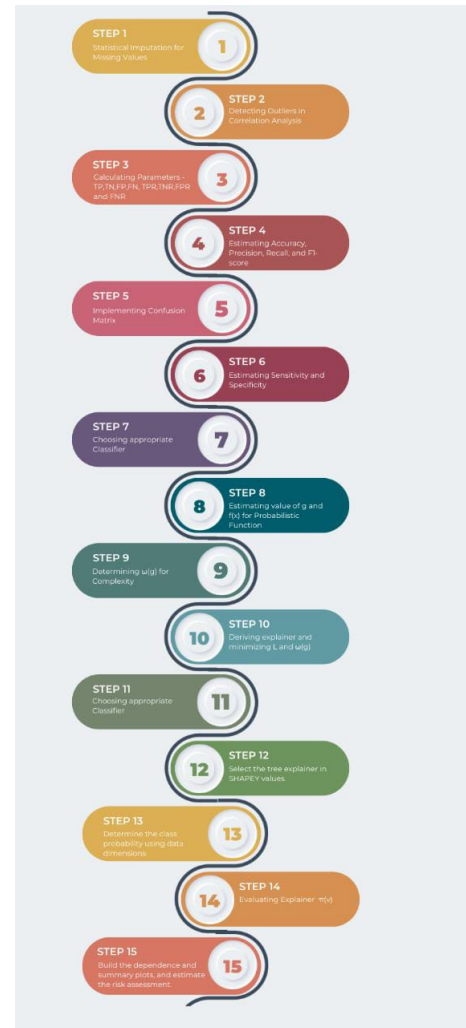 STEP 1
Statistical Imputation for
Missing Values
1
STEP 2
Detecting Outliers in
Correlation Analysis
2
STEP 3
Calculating Parameters -
TP,TN,FP,FN, TPR,TNR,FPR
and FNR
3
STEP 4
Estimating Accuracy,
Precision, Recall, and F1-
score
4
STEP 5
Implementing Confusion
Matrix
5
STEP 6
Estimating Sensitivity and
Specificity
6
STEP 7
Choosing appropriate
Classifier
7
STEP 8
Estimating value of g and
f(x) for Probabilistic
Function
8
STEP 9
Determining ω(g) for
Complexity
9
STEP 10
Deriving explainer and
minimizing L and ω(g)
10
STEP 11
Choosing appropriate
Classifier
11
STEP 12
Select the tree explainer in
SHAPEY values
12
STEP 13
Determine the class
probability using data
dimensions
13
STEP 14
Evaluating Explainer π(v)
14
STEP 15
Build the dependence and
summary plots, and estimate
the risk assessment.
15